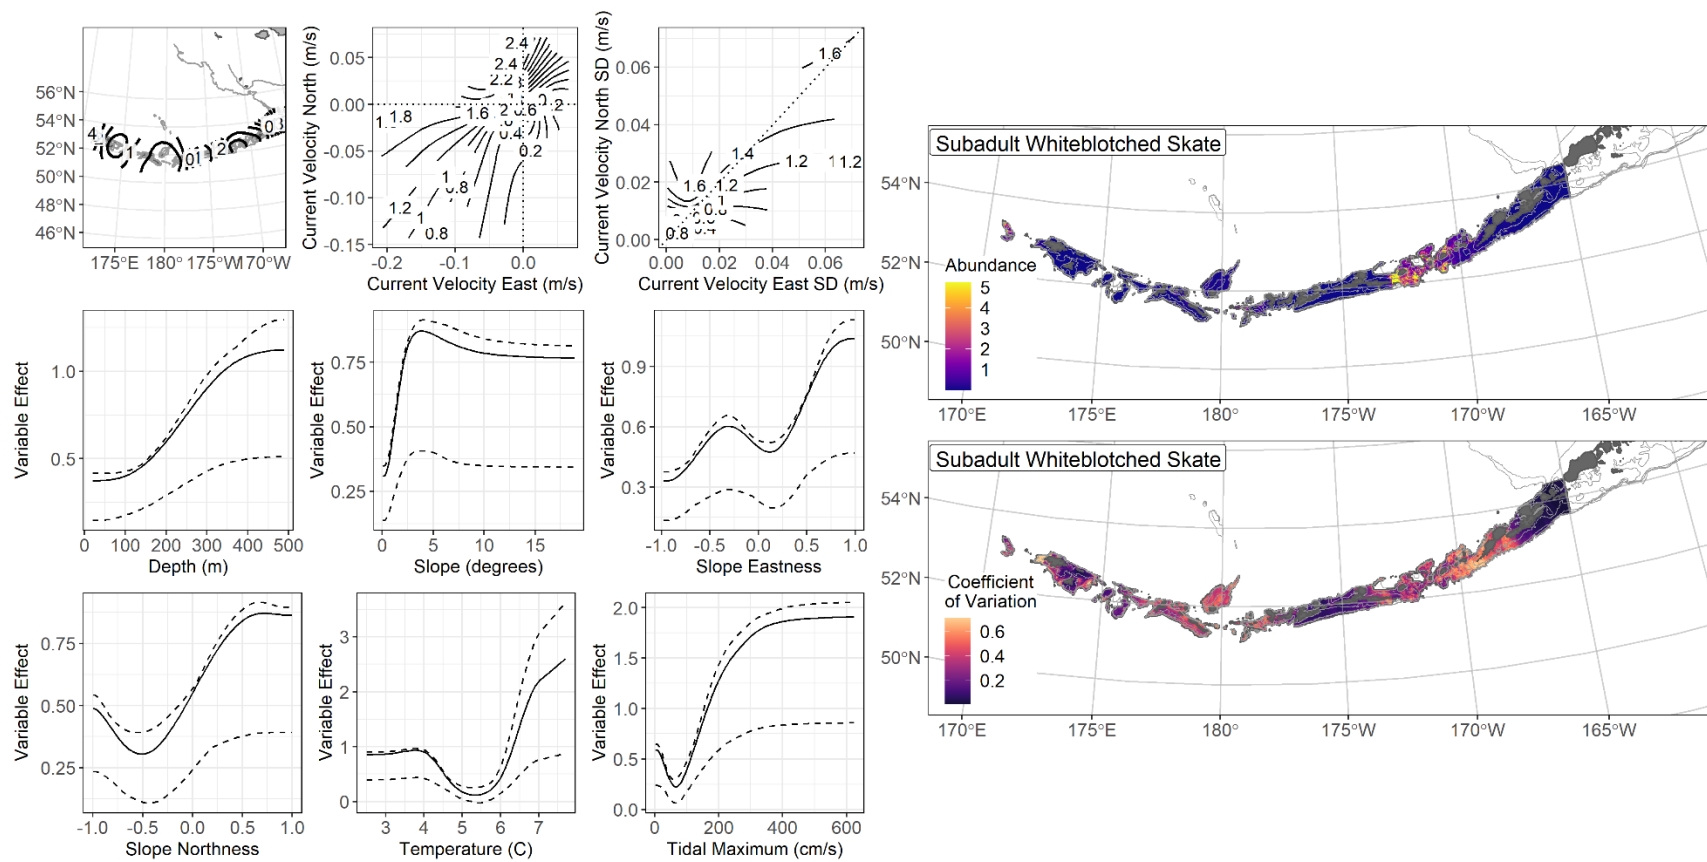 56°N
54°N
52°N
50°N
48°N
46°N
175°E 180° 175°W 170°W
Current Velocity North (m/s)
0.05
0.00
-0.05
-0.10
-0.15
2.4
2.4
2.2
1.8
1.6
0.4
0.2
1
0.8
1.2
1
0.8
-0.2 -0.1 0.0
Current Velocity East (m/s)
Current Velocity North SD (m/s)
0.06
0.04
0.02
0.00
1.6
1.4
1.2
1.2
1.6
1.2
1
0.8
0.8
0.00 0.02 0.04 0.06
Current Velocity East SD (m/s)
Variable Effect
1.0
0.5
0 100 200 300 400 500
Depth (m)
Variable Effect
0.75
0.50
0.25
0 5 10 15
Slope (degrees)
Variable Effect
0.9
0.6
0.3
-1.0 -0.5 0.0 0.5 1.0
Slope Eastness
Variable Effect
0.75
0.50
0.25
-1.0 -0.5 0.0 0.5 1.0
Slope Northness
Variable Effect
3
2
1
0
3 4 5 6 7
Temperature (C)
Variable Effect
2.0
1.5
1.0
0.5
0.0
0 200 400 600
Tidal Maximum (cm/s)
Subadult Whiteblotched Skate
54°N
52°N
50°N
Abundance
5
4
3
2
1
170°E 175°E 180° 175°W 170°W 165°W
Subadult Whiteblotched Skate
54°N
52°N
50°N
Coefficient
of Variation
0.6
0.4
0.2
170°E 175°E 180° 175°W 170°W 165°W